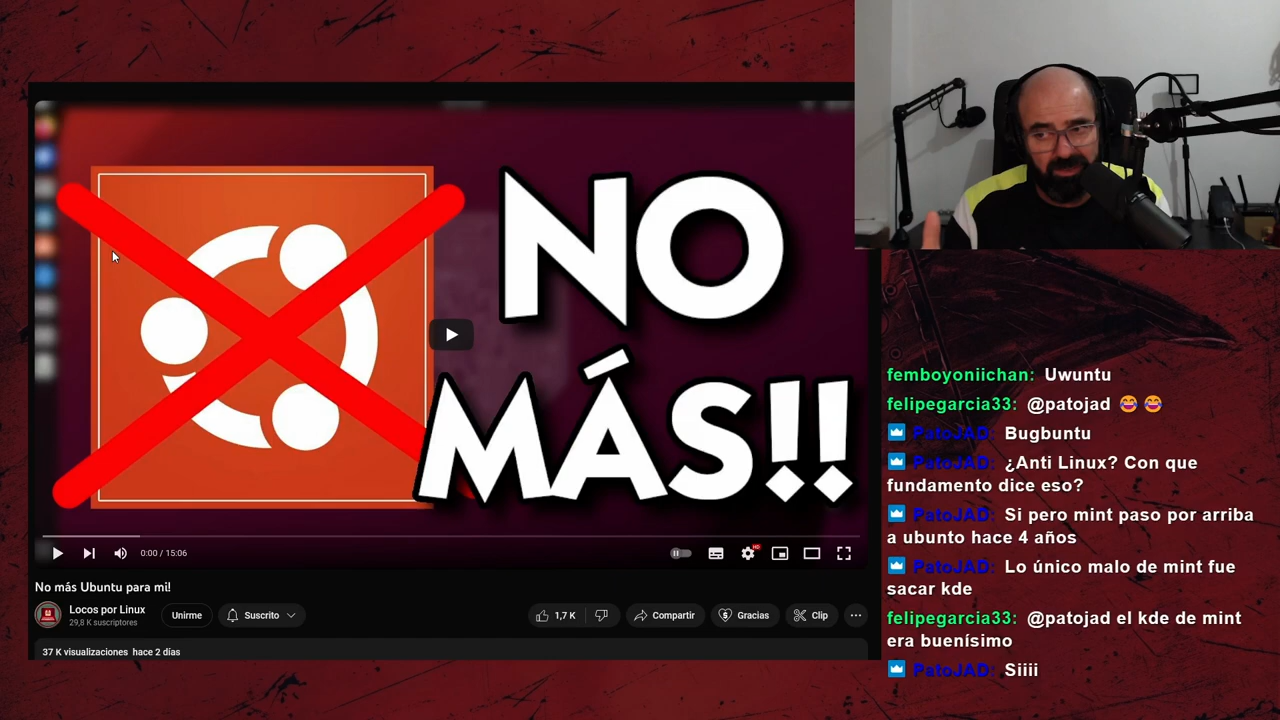 NO
MÁS!!
0:00 / 15:06
HD
No más Ubuntu para mi!
Locos por Linux
29,8 K suscriptores
Unirme
Suscrito
1,7 K
Compartir
Gracias
Clip
37 K visualizaciones hace 2 días
femboyoniichan: Uwuntu
felipegarcia33: @patojad 😂 😂
PatoJAD: Bugbuntu
PatoJAD: ¿Anti Linux? Con que
fundamento dice eso?
PatoJAD: Si pero mint paso por arriba
a ubunto hace 4 años
PatoJAD: Lo único malo de mint fue
sacar kde
felipegarcia33: @patojad el kde de mint
era buenísimo
PatoJAD: Siiii